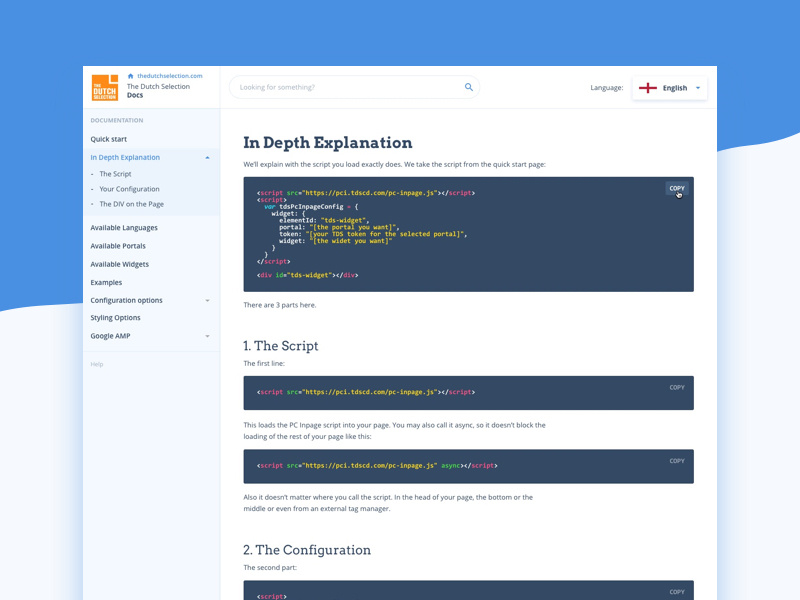 THE
DUTCH
SELECTION
thedutchselection.com
The Dutch Selection
Docs
Looking for something?
Language:
English
DOCUMENTATION
Quick start
In Depth Explanation
- The Script
- Your Configuration
- The DIV on the Page
Available Languages
Available Portals
Available Widgets
Examples
Configuration options
Styling Options
Google AMP
Help
In Depth Explanation
We'll explain with the script you load exactly does. We take the script from the quick start page:
COPY
<script src="https://pci.tdscd.com/pc-inpage.js"></script>
<script>
var tdsPcInpageConfig = {
widget: {
elementId: "tds-widget",
portal: "[the portal you want]",
token: "[your TDS token for the selected portal]",
widget: "[the widet you want]"
}
}
</script>
<div id="tds-widget"></div>
There are 3 parts here.
1. The Script
The first line:
<script src="https://pci.tdscd.com/pc-inpage.js"></script>
COPY
This loads the PC Inpage script into your page. You may also call it async, so it doesn't block the
loading of the rest of your page like this:
<script src="https://pci.tdscd.com/pc-inpage.js" async></script>
COPY
Also it doesn't matter where you call the script. In the head of your page, the bottom or the
middle or even from an external tag manager.
2. The Configuration
The second part:
<script>
COPY